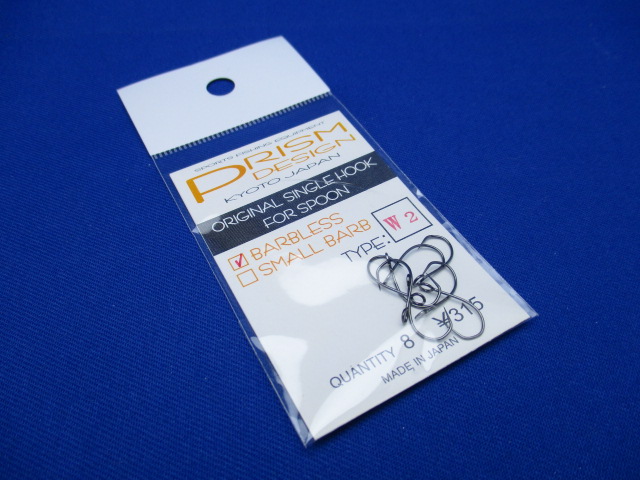 SPORTS FISHING EQUIPMENT
PRISM
DESIGN
KYOTO JAPAN
ORIGINAL SINGLE HOOK
FOR SPOON
BARBLESS
SMALL BARB
TYPE: W2
QUANTITY 8 ¥315
MADE IN JAPAN